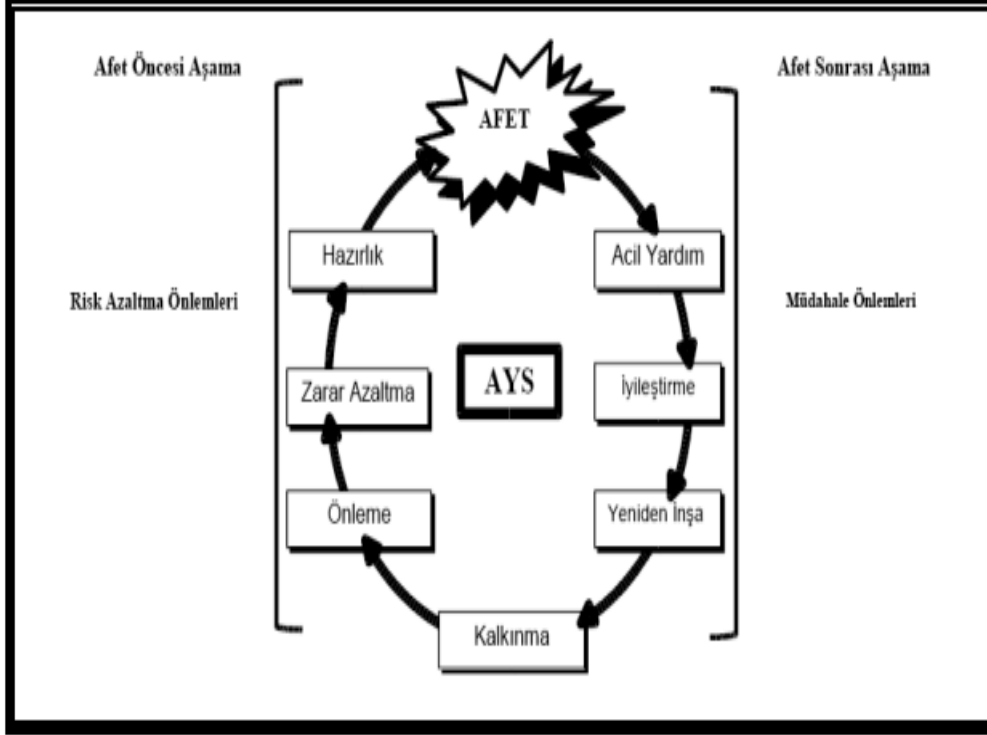 Afet Öncesi Aşama
Afet Sonrası Aşama
AFET
Hazırlık
Acil Yardım
Risk Azaltma Önlemleri
Müdahale Önlemleri
Zarar Azaltma
AYS
İyileştirme
Önleme
Yeniden İnşa
Kalkınma